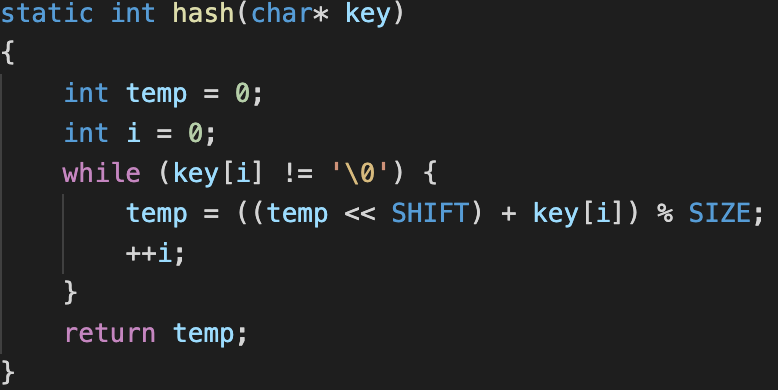 static int hash(char* key)
{
    int temp = 0;
    int i = 0;
    while (key[i] != '\0') {
        temp = ((temp << SHIFT) + key[i]) % SIZE;
        ++i;
    }
    return temp;
}